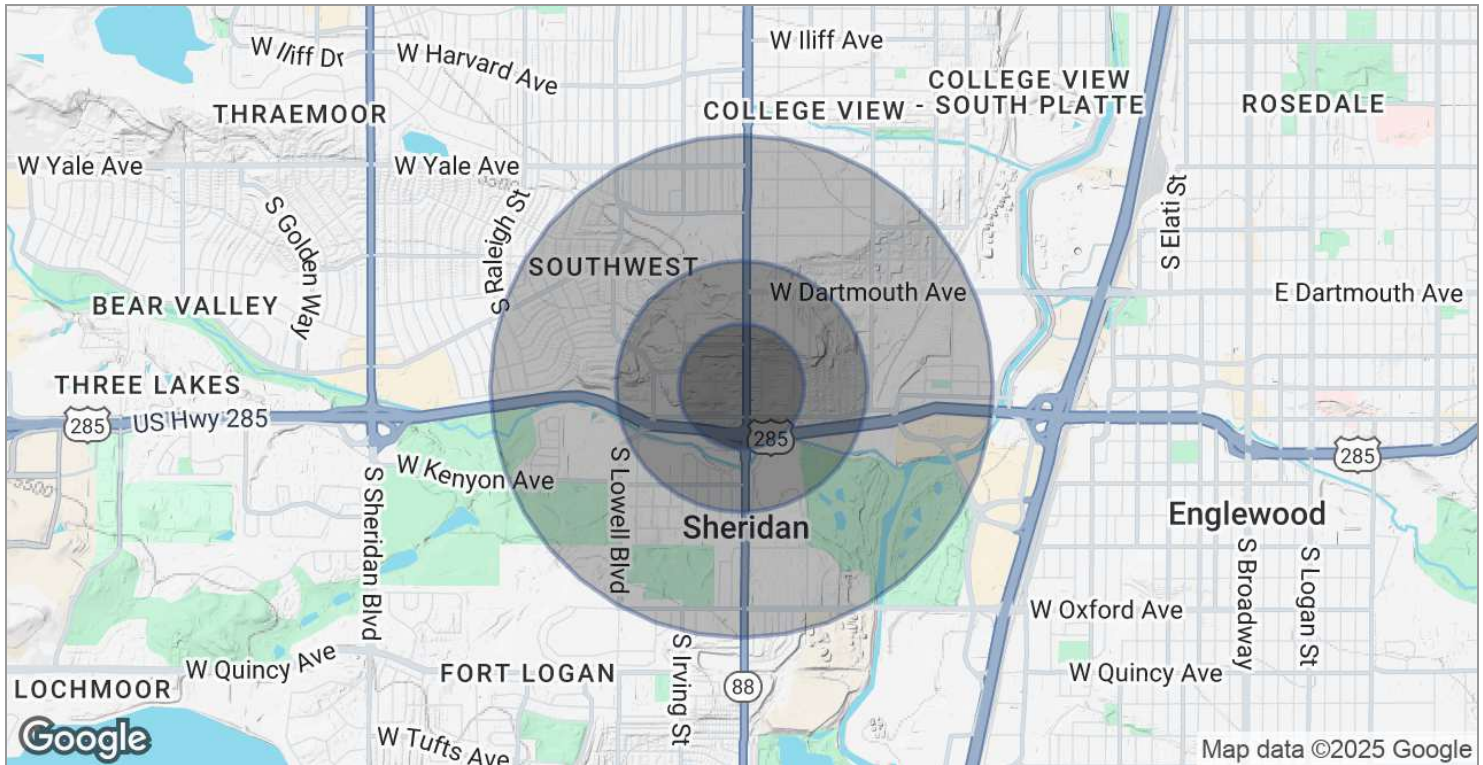 W Iliff Dr
W Harvard Ave
W Iliff Ave
THRAEMOOR
COLLEGE VIEW
COLLEGE VIEW
- SOUTH PLATTE
ROSEDALE
W Yale Ave
W Yale Ave
S Golden Way
S Raleigh St
S Elati St
SOUTHWEST
BEAR VALLEY
W Dartmouth Ave
E Dartmouth Ave
THREE LAKES
285
US Hwy 285
285
285
W Kenyon Ave
S Sheridan Blvd
S Lowell Blvd
Sheridan
Englewood
S Broadway
S Logan St
W Oxford Ave
W Quincy Ave
S Irving St
W Quincy Ave
LOCHMOOR
FORT LOGAN
88
W Tufts Ave
Google
Map data ©2025 Google